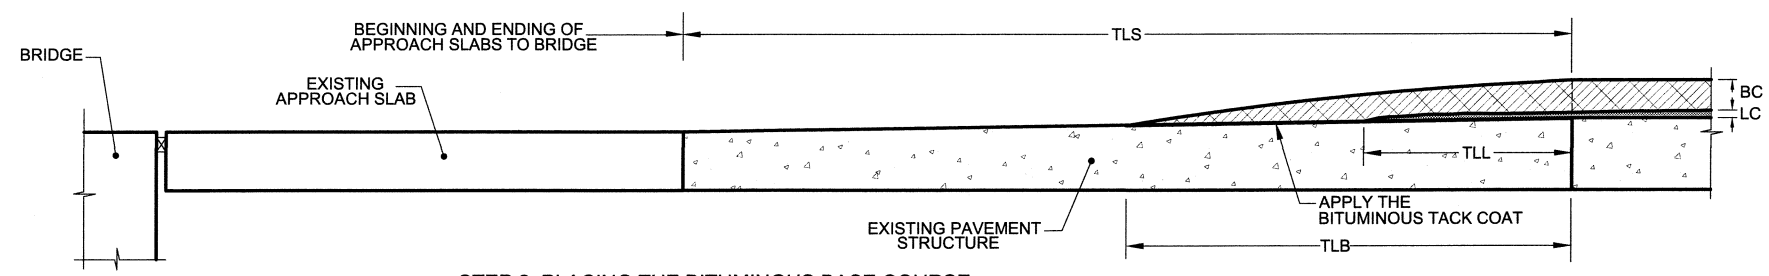 BEGINNING AND ENDING OF
APPROACH SLABS TO BRIDGE
TLS
BRIDGE
EXISTING
APPROACH SLAB
BC
LC
TLL
APPLY THE
BITUMINOUS TACK COAT
EXISTING PAVEMENT
STRUCTURE
TLB